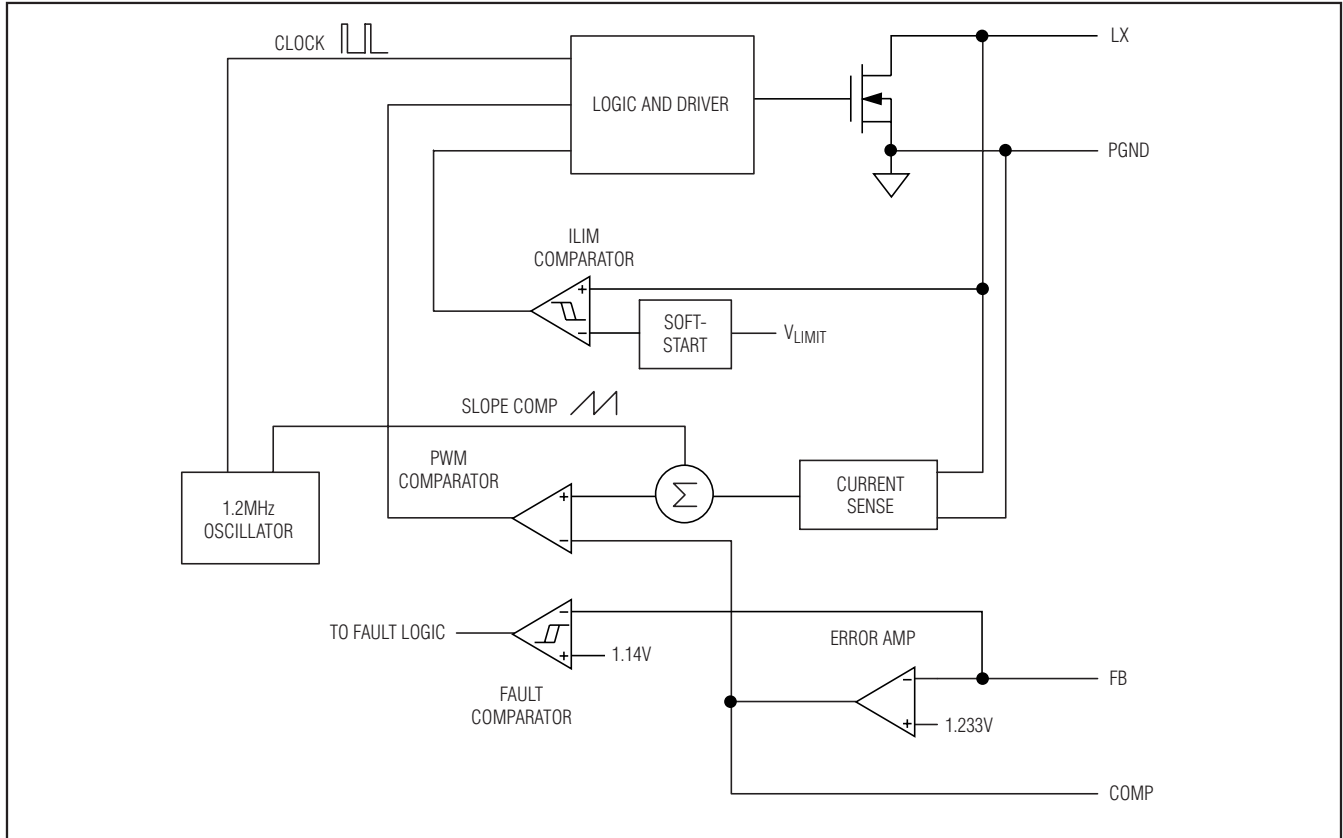 CLOCK
LX
LOGIC AND DRIVER
PGND
ILIM
COMPARATOR
+
−
SOFT-
START
VLIMIT
SLOPE COMP
PWM
COMPARATOR
+
−
Σ
CURRENT
SENSE
1.2MHz
OSCILLATOR
TO FAULT LOGIC
−
+
1.14V
FAULT
COMPARATOR
ERROR AMP
−
+
1.233V
FB
COMP